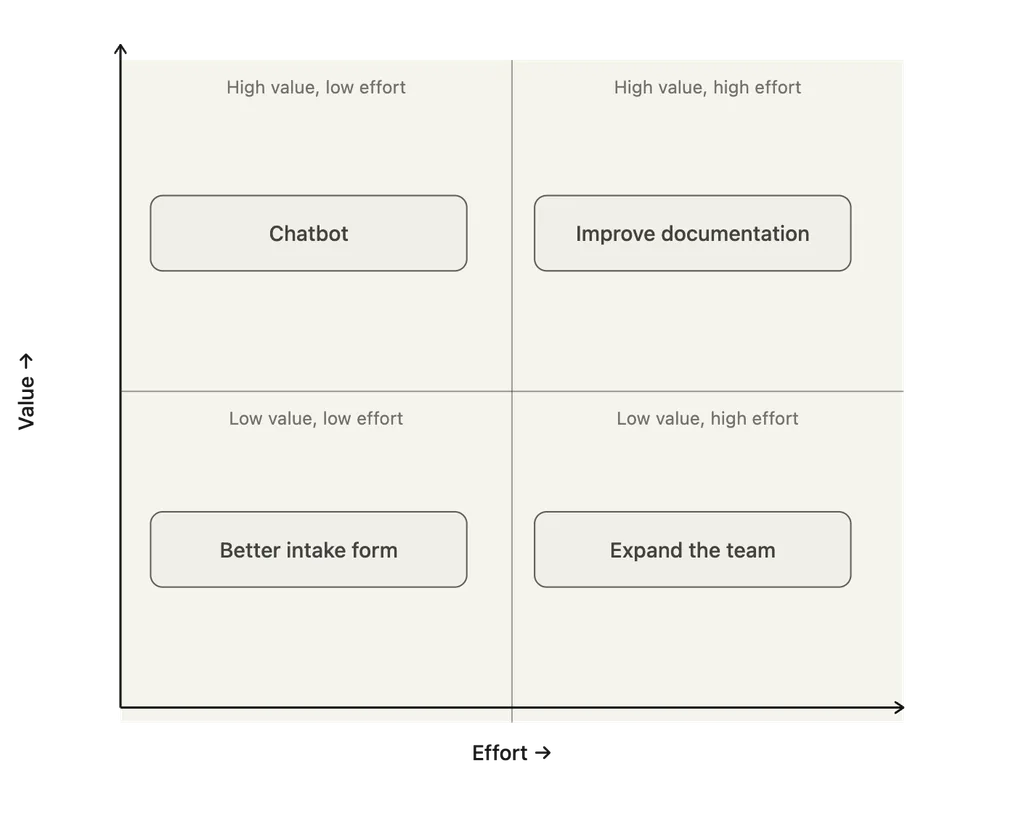 High value, low effort
High value, high effort
Chatbot
Improve documentation
Value →
Low value, low effort
Low value, high effort
Better intake form
Expand the team
Effort →